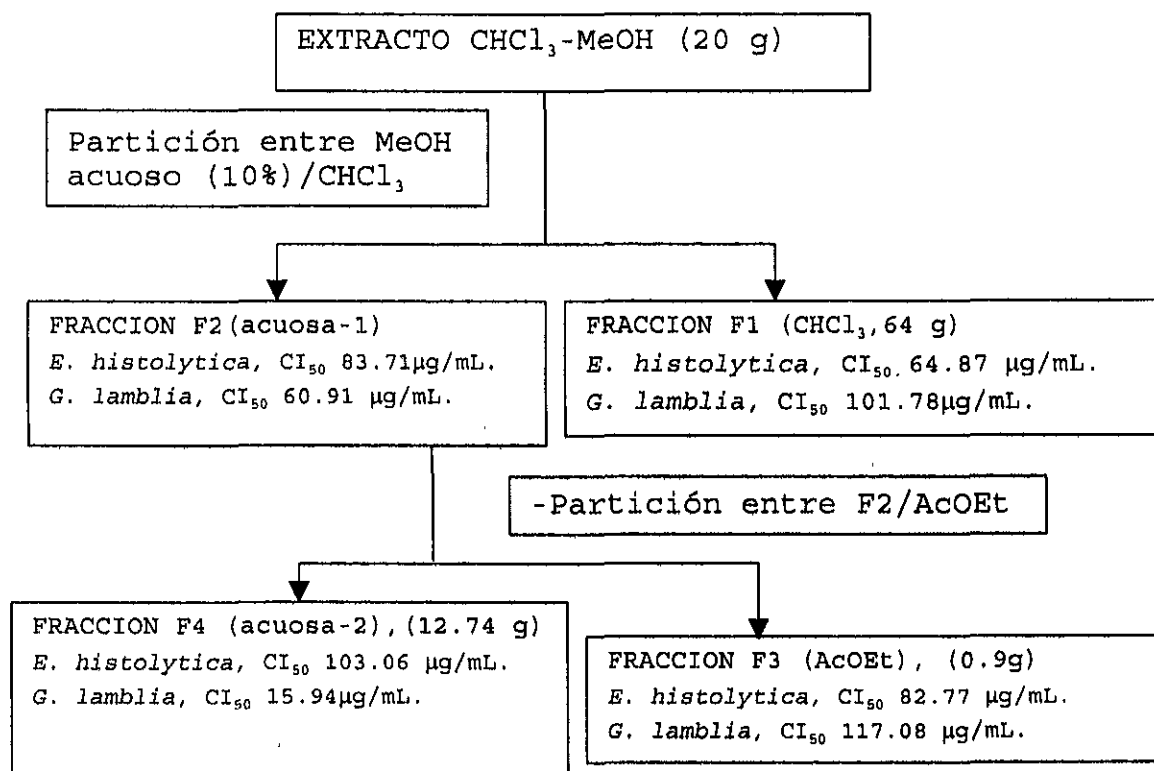 EXTRACTO CHCl₃-MeOH (20 g)
Partición entre MeOH
acuoso (10%)/CHCl₃
FRACCION F2(acuosa-1)
E. histolytica, CI₅₀ 83.71µg/mL.
G. lamblia, CI₅₀ 60.91 µg/mL.
FRACCION F1 (CHCl₃,64 g)
E. histolytica, CI₅₀. 64.87 µg/mL.
G. lamblia, CI₅₀ 101.78µg/mL.
-Partición entre F2/AcOEt
FRACCION F4 (acuosa-2),(12.74 g)
E. histolytica, CI₅₀ 103.06 µg/mL.
G. lamblia, CI₅₀ 15.94µg/mL.
FRACCION F3 (AcOEt), (0.9g)
E. histolytica, CI₅₀ 82.77 µg/mL.
G. lamblia, CI₅₀ 117.08 µg/mL.